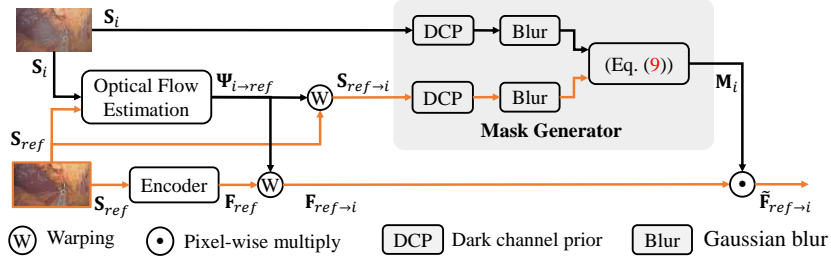 S_i
DCP
Blur
S_i
Optical Flow
Estimation
Ψ_{i→ref}
W
S_{ref→i}
DCP
Blur
(Eq. (9))
M_i
S_{ref}
Mask Generator
S_{ref}
Encoder
F_{ref}
W
F_{ref→i}
F̃_{ref→i}
W Warping
Pixel-wise multiply
DCP Dark channel prior
Blur Gaussian blur